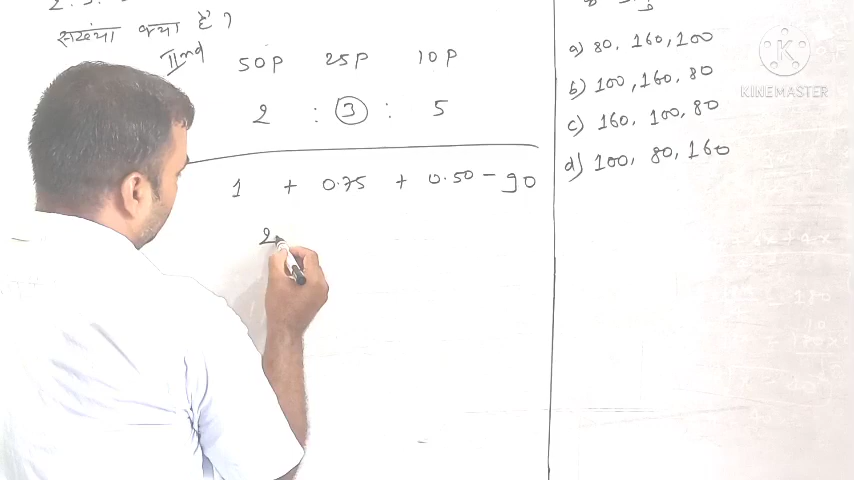 संख्या क्या है ?
IInd
50P 25P 10P
2 : 3 : 5
1 + 0.75 + 0.50 - 90
2
a) 80, 160, 100
b) 100, 160, 80
c) 160, 100, 80
d) 100, 80, 160
K
KINEMASTER